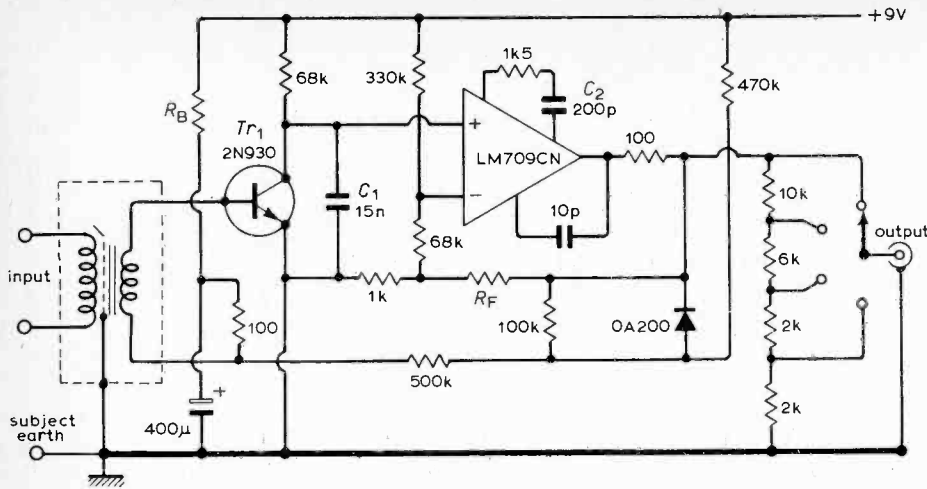 +9V
68k
330k
1k5
C2
200p
470k
RB
Tr1
2N930
+
LM709CN
100
−
C1
15n
10p
10k
output
input
68k
6k
100
1k
RF
100k
OA200
2k
500k
+
400μ
2k
subject
earth